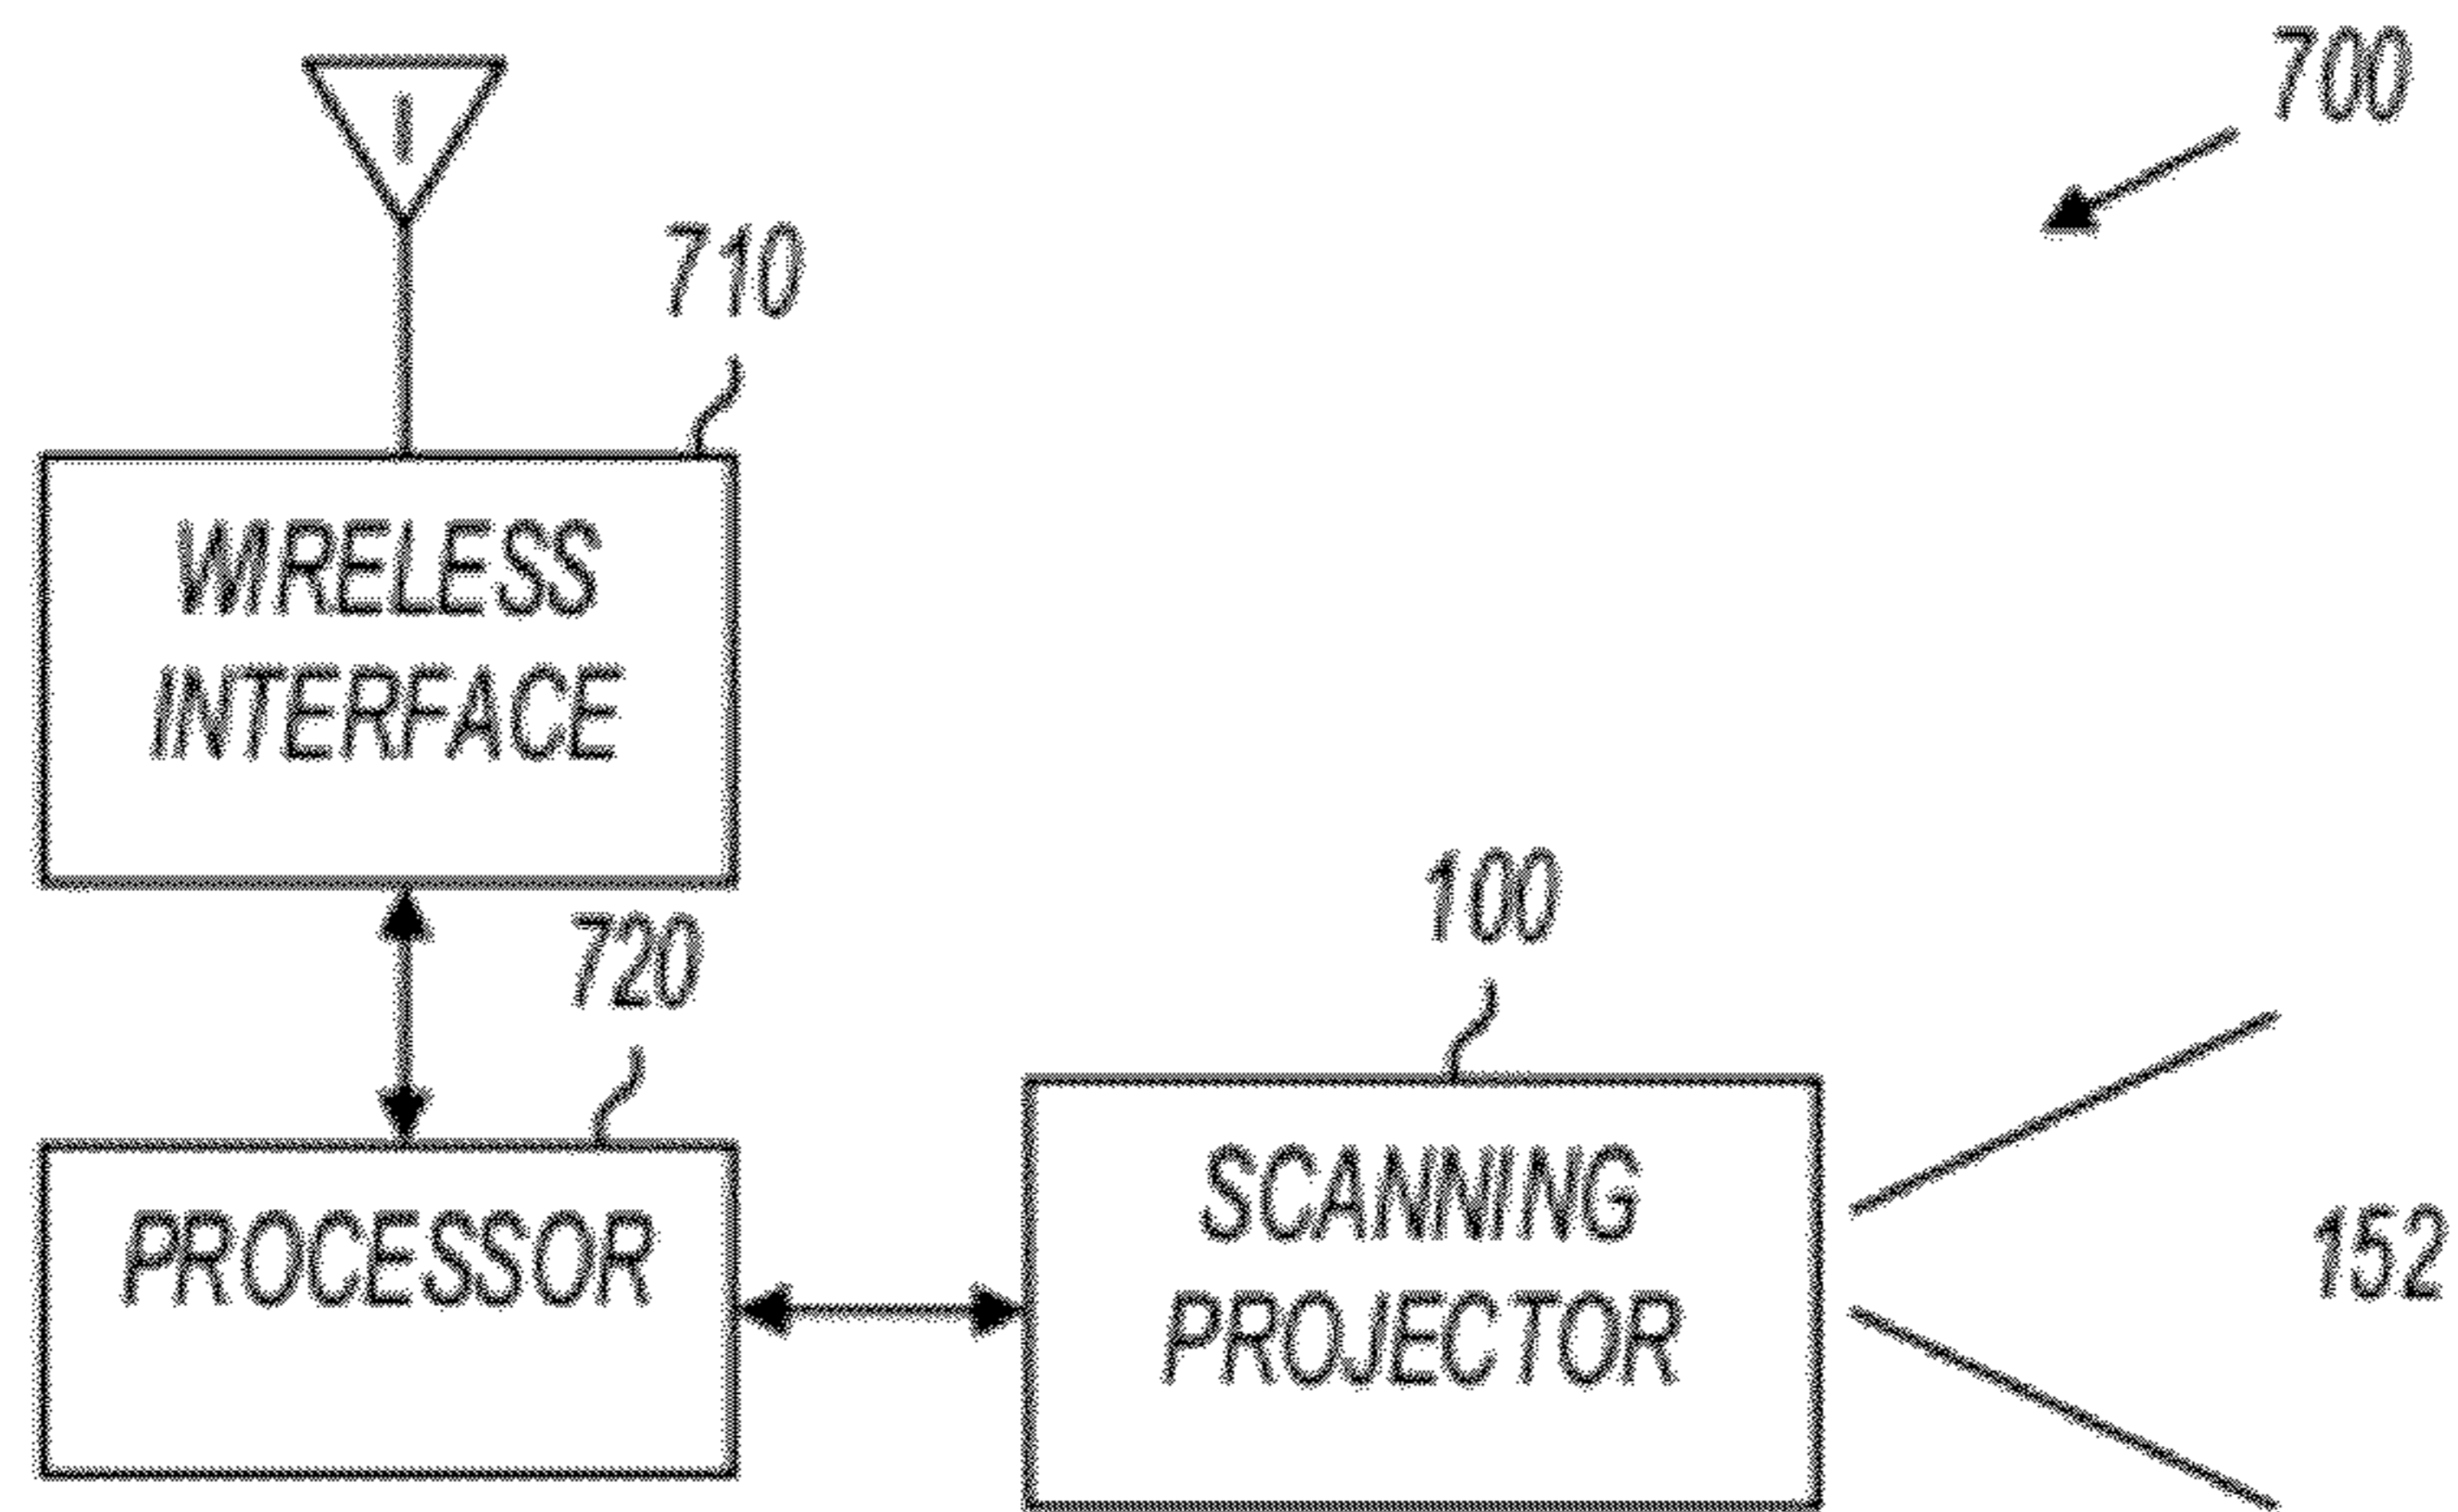 700
710
WIRELESS
INTERFACE
720
100
PROCESSOR
SCANNING
PROJECTOR
152